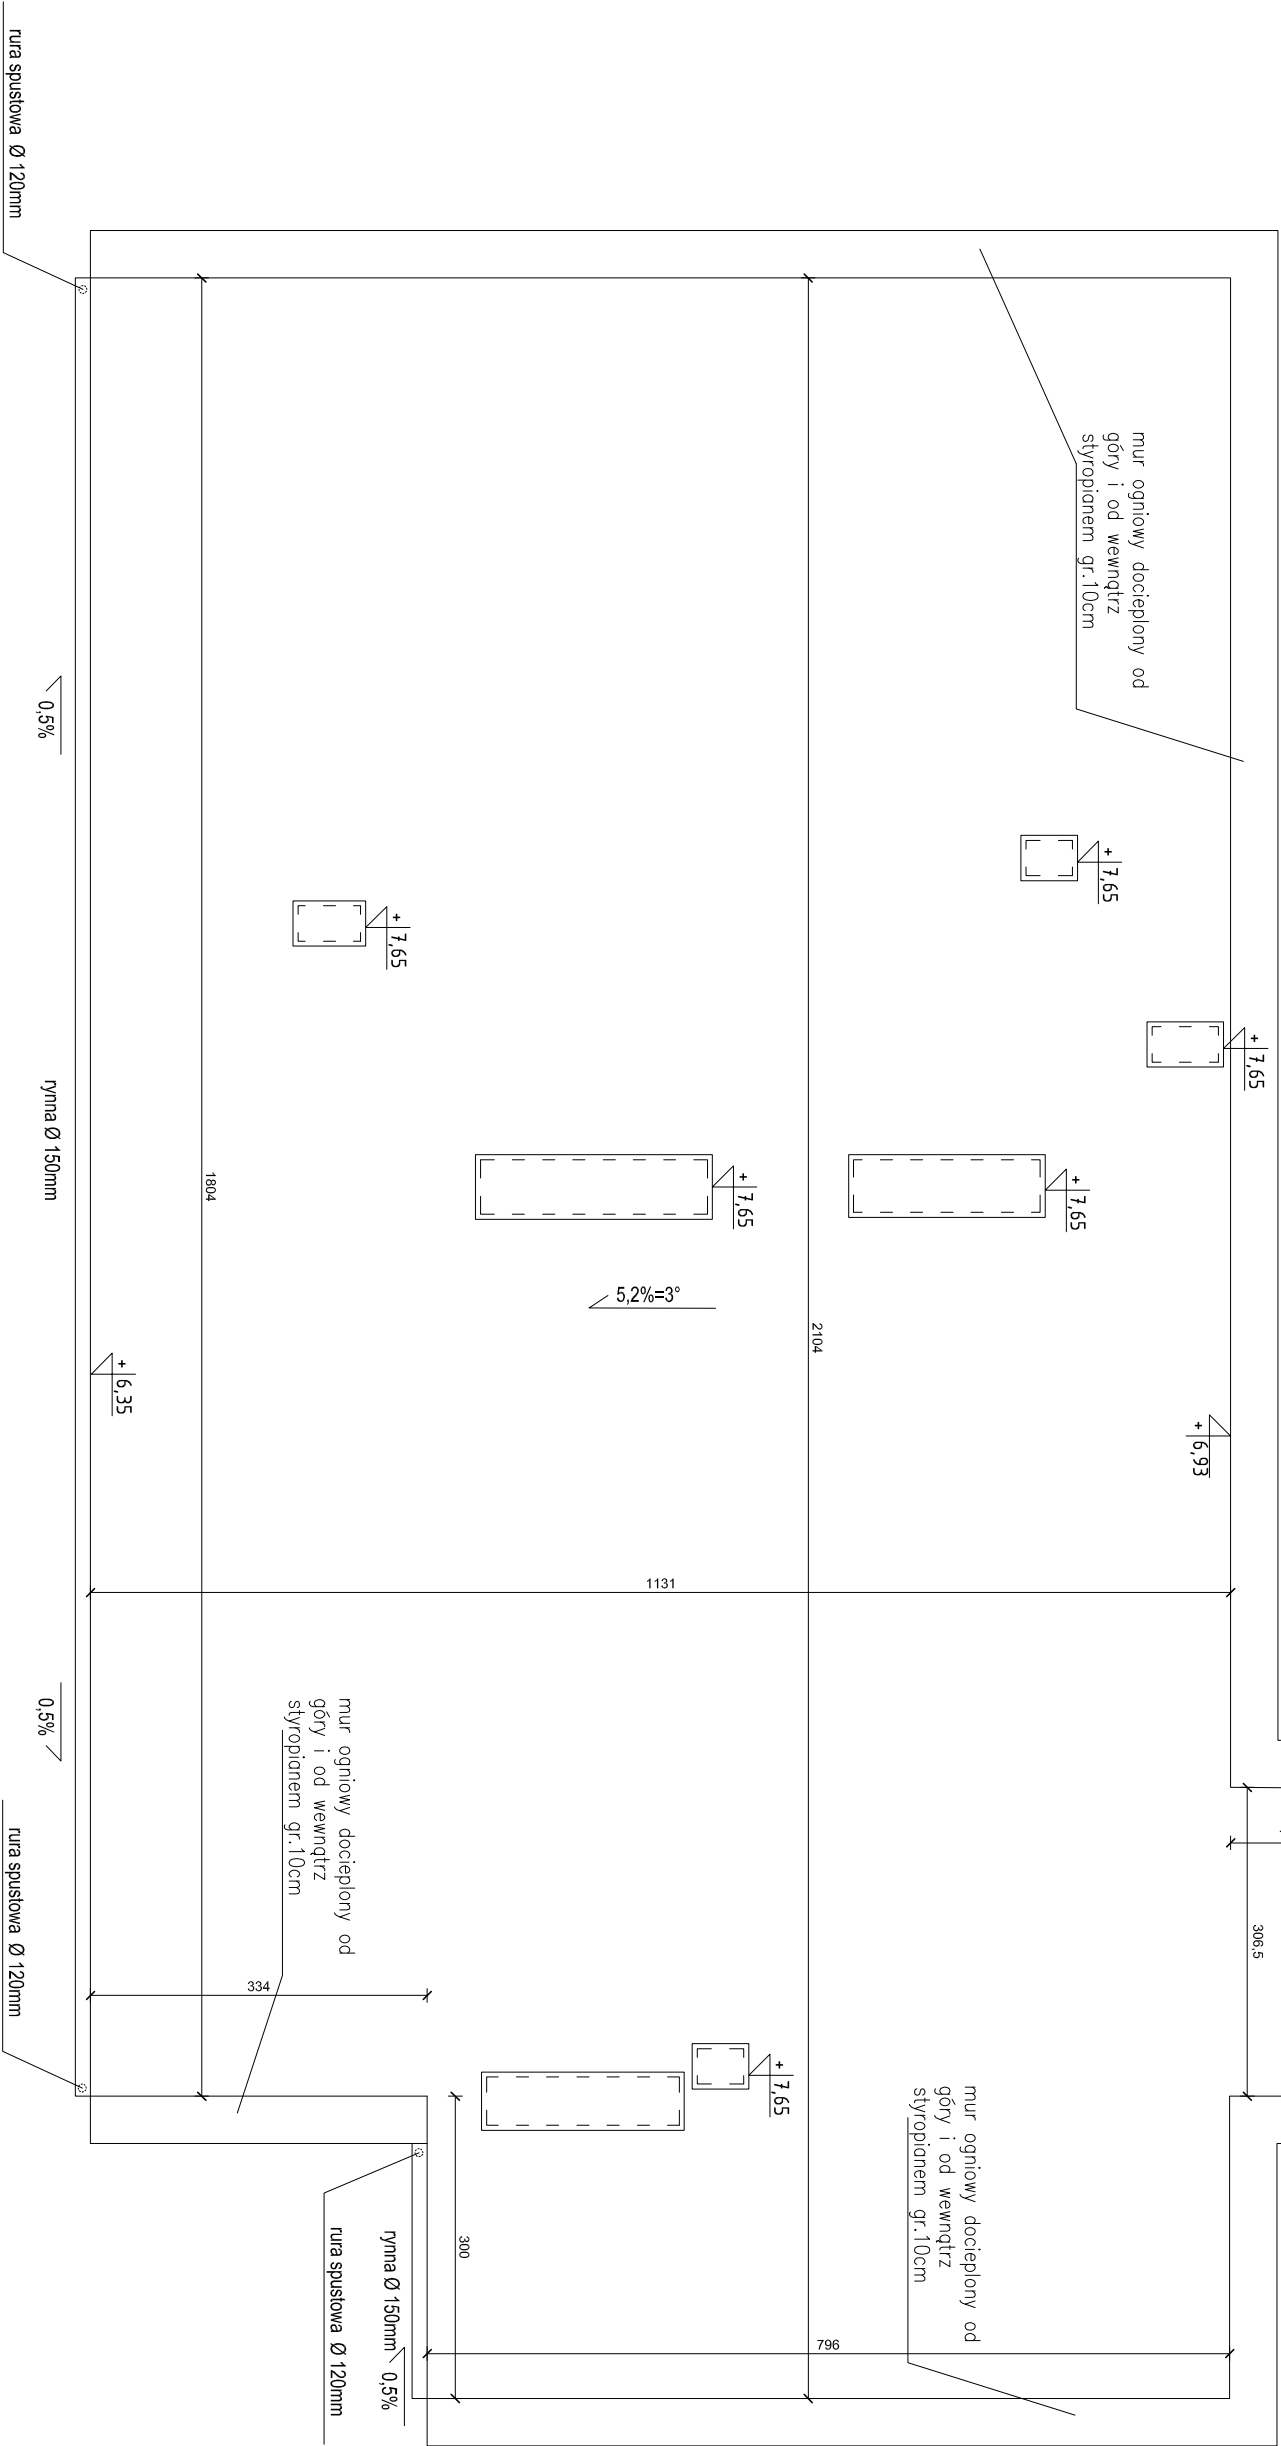 rura spustowa Ø 120mm
mur ogniowy docieplony od
góry i od wewnątrz
styropianem gr.10cm
0,5%
+ 7,65
+ 7,65
+ 7,65
rynna Ø 150mm
1804
+ 7,65
+ 7,65
5,2%=3°
2104
+ 6,35
+ 6,93
1131
mur ogniowy docieplony od
góry i od wewnątrz
styropianem gr.10cm
0,5%
rura spustowa Ø 120mm
306,5
334
+ 7,65
mur ogniowy docieplony od
góry i od wewnątrz
styropianem gr.10cm
300
796
rynna Ø 150mm
0,5%
rura spustowa Ø 120mm